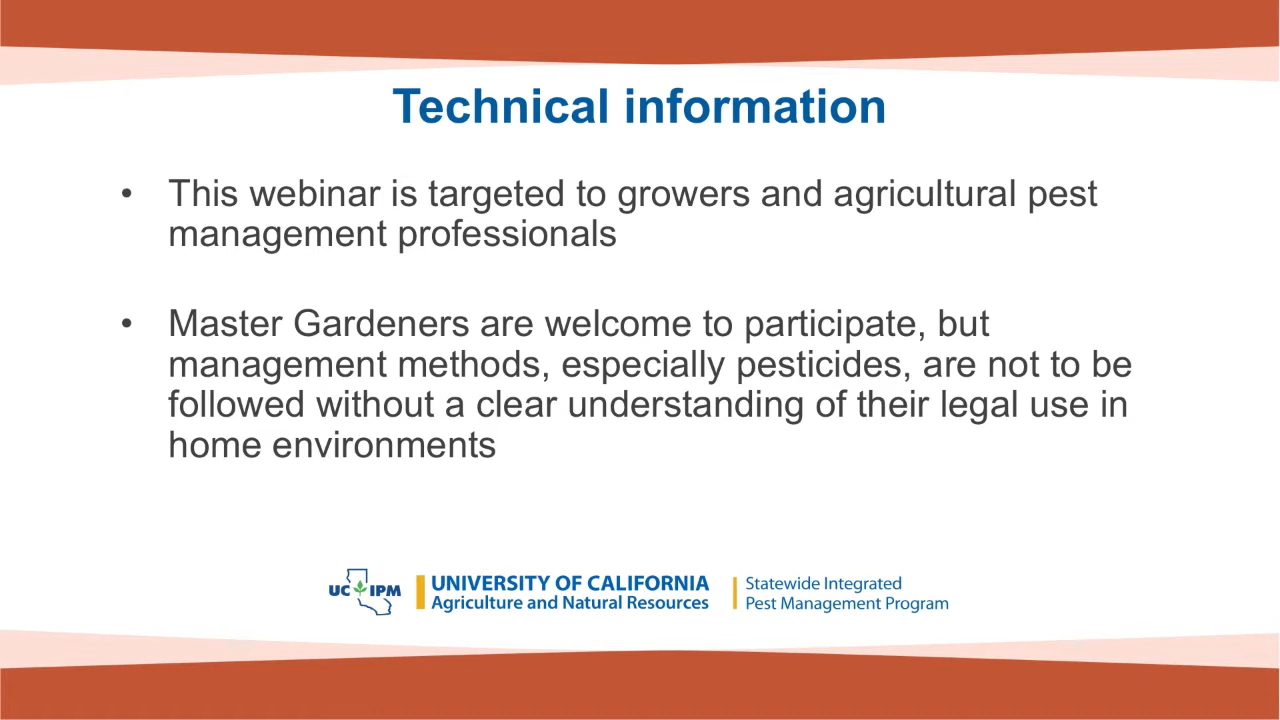 Technical information
• This webinar is targeted to growers and agricultural pest
management professionals
• Master Gardeners are welcome to participate, but
management methods, especially pesticides, are not to be
followed without a clear understanding of their legal use in
home environments
UC IPM
UNIVERSITY OF CALIFORNIA
Agriculture and Natural Resources
Statewide Integrated
Pest Management Program